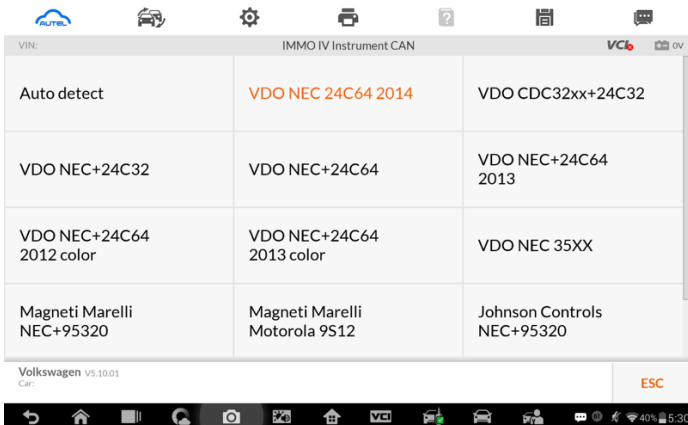 AUTEL
VIN:
IMMO IV Instrument CAN
VCI
0V
Auto detect
VDO NEC 24C64 2014
VDO CDC32xx+24C32
VDO NEC+24C32
VDO NEC+24C64
VDO NEC+24C64
2013
VDO NEC+24C64
2012 color
VDO NEC+24C64
2013 color
VDO NEC 35XX
Magneti Marelli
NEC+95320
Magneti Marelli
Motorola 9S12
Johnson Controls
NEC+95320
Volkswagen V5.10.01
Car:
ESC
VCI
40% 5:30